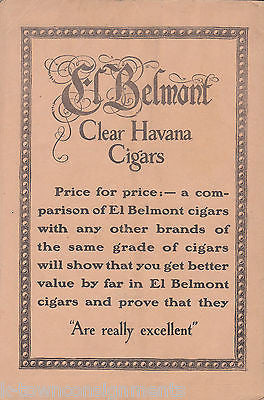 El Belmont
Clear Havana
Cigars
Price for price:— a com-
parison of El Belmont cigars
with any other brands of
the same grade of cigars
will show that you get better
value by far in El Belmont
cigars and prove that they
"Are really excellent"